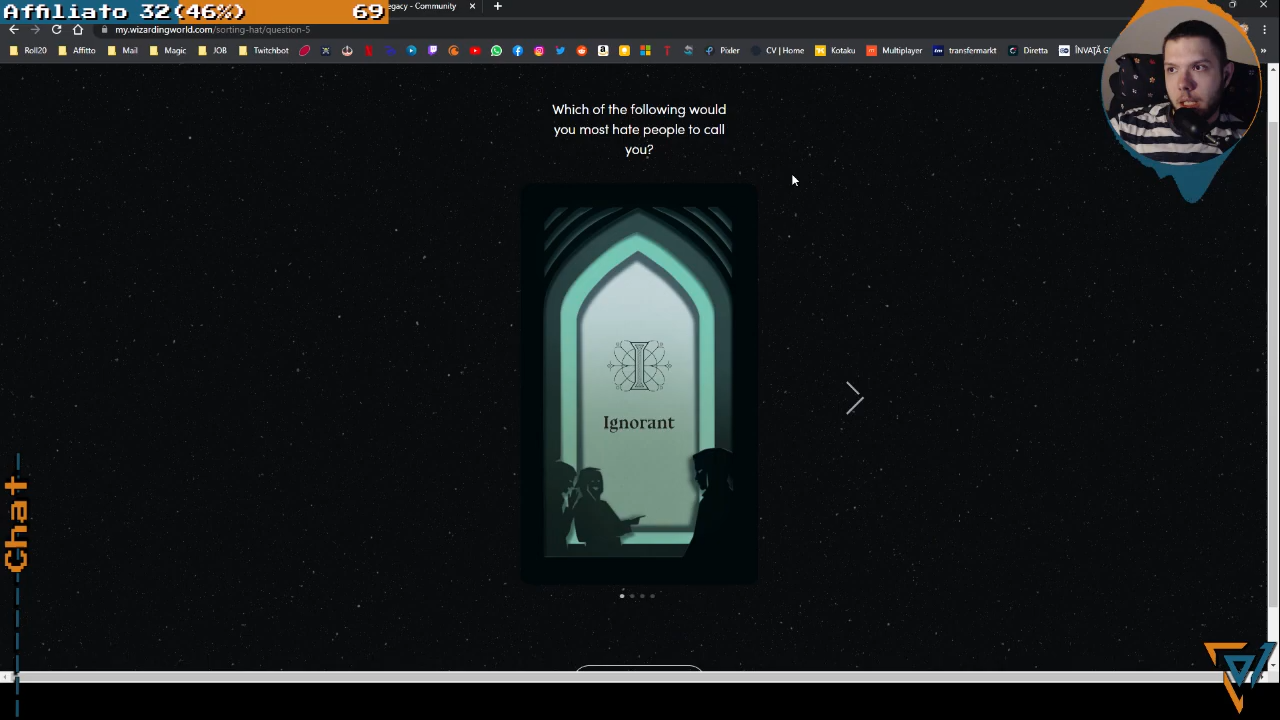 Affiliato 32(46%) 69
egacy - Community
my.wizardingworld.com/sorting-hat/question-5
Roll20 Affitto Mail Magic JOB Twitchbot Pixler CV | Home Kotaku Multiplayer transfermarkt Diretta ÎNVAȚĂ
Which of the following would
you most hate people to call
you?
I
Ignorant
Chat